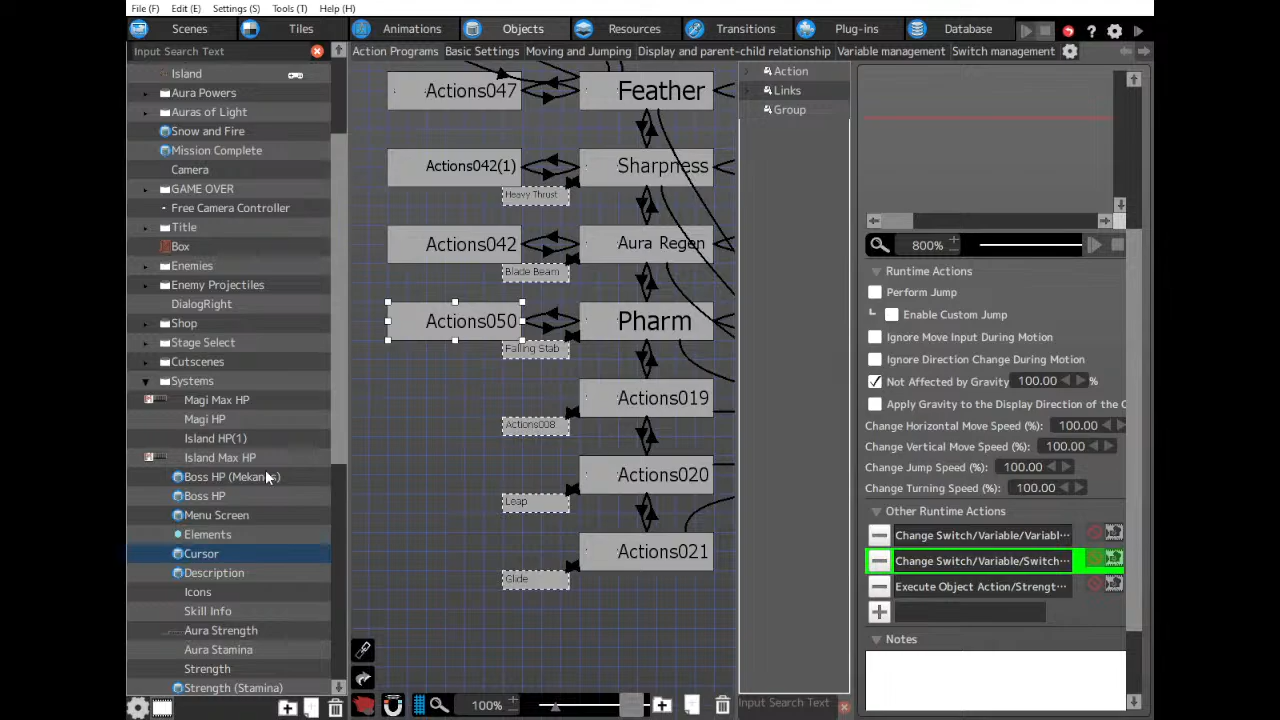 File (F) Edit (E) Settings (S) Tools (T) Help (H)
Scenes Tiles Animations Objects Resources Transitions Plug-ins Database
Input Search Text
Action Programs Basic Settings Moving and Jumping Display and parent-child relationship Variable management Switch management
Island
Aura Powers
Auras of Light
Snow and Fire
Mission Complete
Camera
GAME OVER
Free Camera Controller
Title
Box
Enemies
Enemy Projectiles
DialogRight
Shop
Stage Select
Cutscenes
Systems
Magi Max HP
Magi HP
Island HP(1)
Island Max HP
Boss HP
Menu Screen
Elements
Cursor
Description
Icons
Skill Info
Aura Strength
Aura Stamina
Strength
Strength (Stamina)
Actions047 Feather
Actions042(1) Sharpness
Heavy Thrust
Actions042 Aura Regen
Blade Beam
Actions050 Pharm
Falling Stab
Actions019
Actions008
Actions020
Leap
Actions021
Glide
100%
Action
Links
Group
Input Search Text
800%
Runtime Actions
Perform Jump
Enable Custom Jump
Ignore Move Input During Motion
Ignore Direction Change During Motion
Not Affected by Gravity 100.00 %
Apply Gravity to the Display Direction of the C
Change Horizontal Move Speed (%): 100.00
Change Vertical Move Speed (%): 100.00
Change Jump Speed (%): 100.00
Change Turning Speed (%): 100.00
Other Runtime Actions
Change Switch/Variable/Variabl···
Change Switch/Variable/Switch···
Execute Object Action/Strengt···
Notes